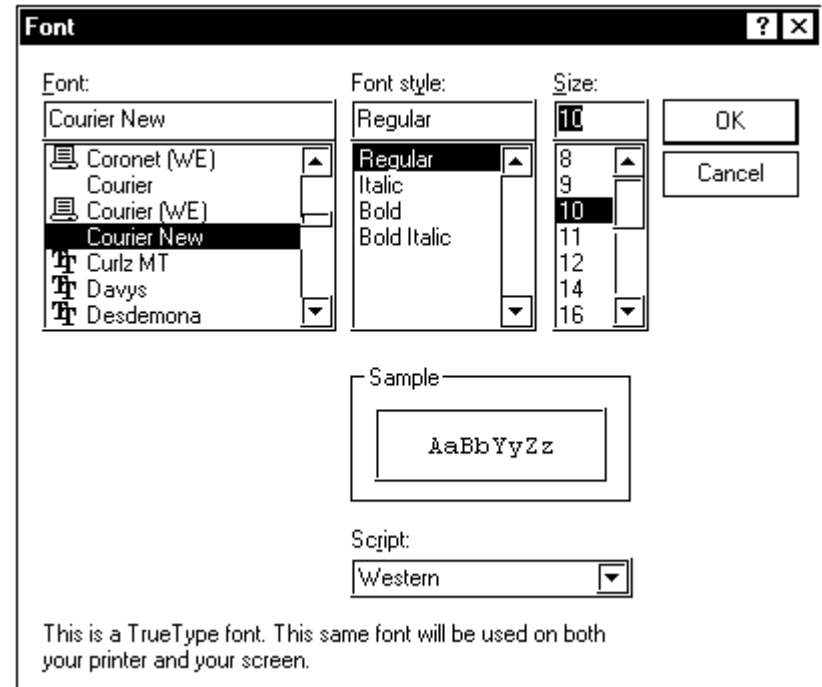 Font
Font:
Courier New
Coronet (WE)
Courier
Courier (WE)
Courier New
Curlz MT
Davys
Desdemona
Font style:
Regular
Regular
Italic
Bold
Bold Italic
Size:
10
8
9
10
11
12
14
16
OK
Cancel
Sample
AaBbYyZz
Script:
Western
This is a TrueType font. This same font will be used on both
your printer and your screen.